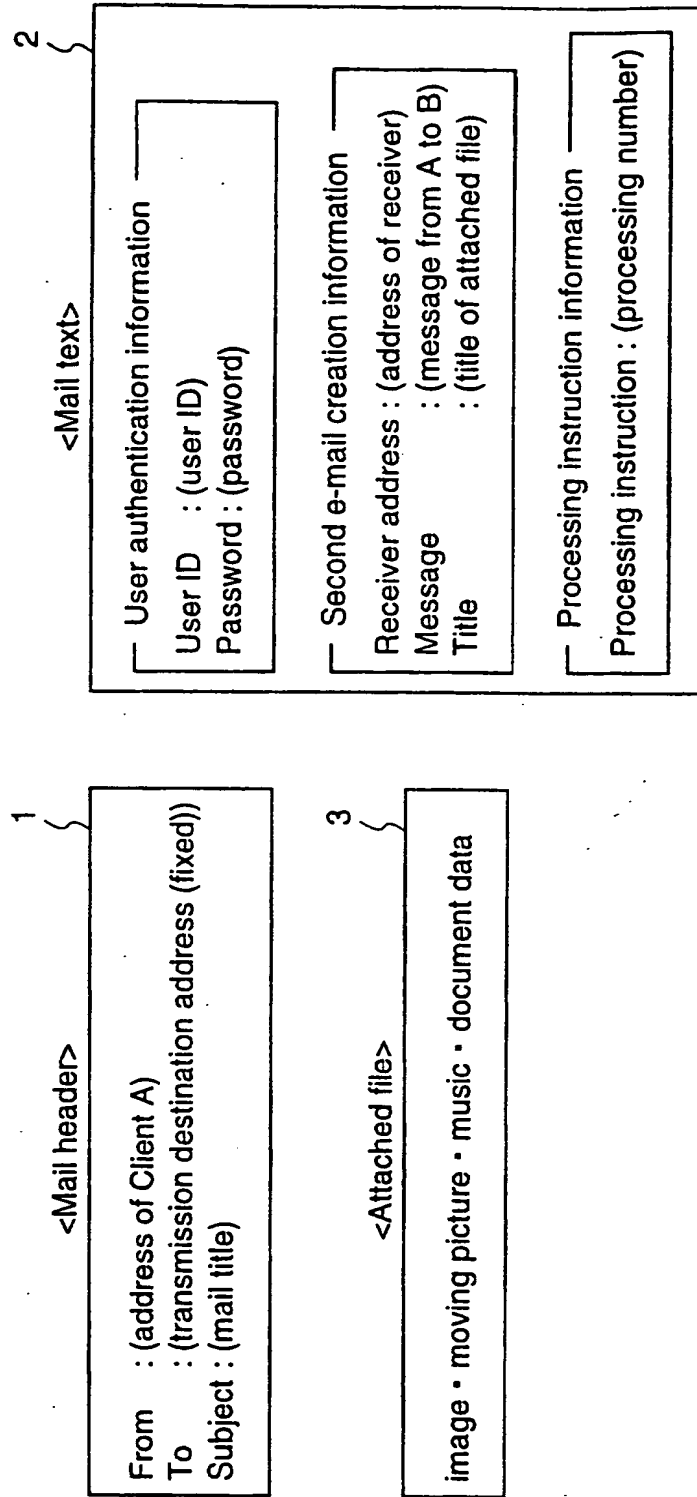 <Mail header>
1
From : (address of Client A)
To : (transmission destination address (fixed))
Subject : (mail title)
<Attached file>
3
image ・ moving picture ・ music ・ document data
<Mail text>
2
User authentication information
User ID : (user ID)
Password : (password)
Second e-mail creation information
Receiver address : (address of receiver)
Message : (message from A to B)
Title : (title of attached file)
Processing instruction information
Processing instruction : (processing number)